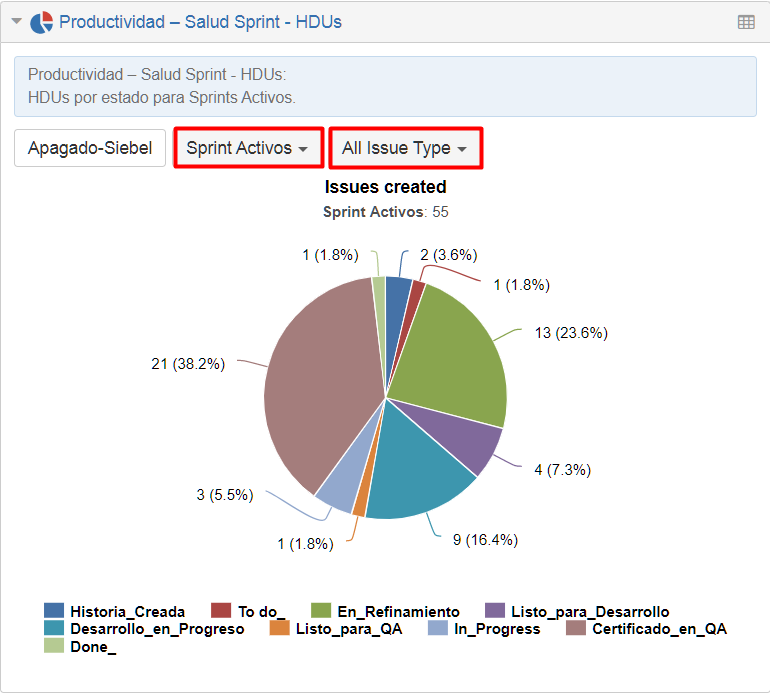 Productividad – Salud Sprint - HDUs
Productividad – Salud Sprint - HDUs:
HDUs por estado para Sprints Activos.
Apagado-Siebel Sprint Activos All Issue Type
Issues created
Sprint Activos: 55
1 (1.8%) 2 (3.6%)
1 (1.8%)
13 (23.6%)
21 (38.2%)
4 (7.3%)
3 (5.5%)
9 (16.4%)
1 (1.8%)
Historia_Creada To do_ En_Refinamiento Listo_para_Desarrollo
Desarrollo_en_Progreso Listo_para_QA In_Progress Certificado_en_QA
Done_